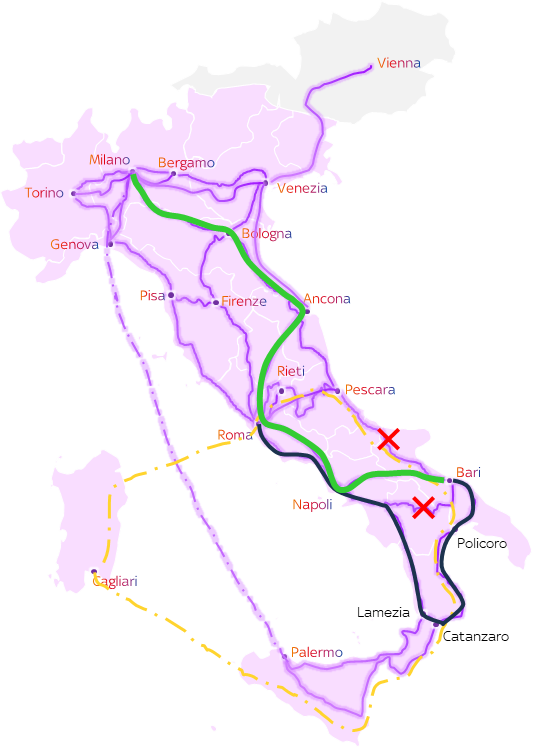 Vienna
Milano
Bergamo
Torino
Venezia
Bologna
Genova
Pisa
Firenze
Ancona
Rieti
Pescara
Roma
Bari
Napoli
Policoro
Cagliari
Lamezia
Catanzaro
Palermo